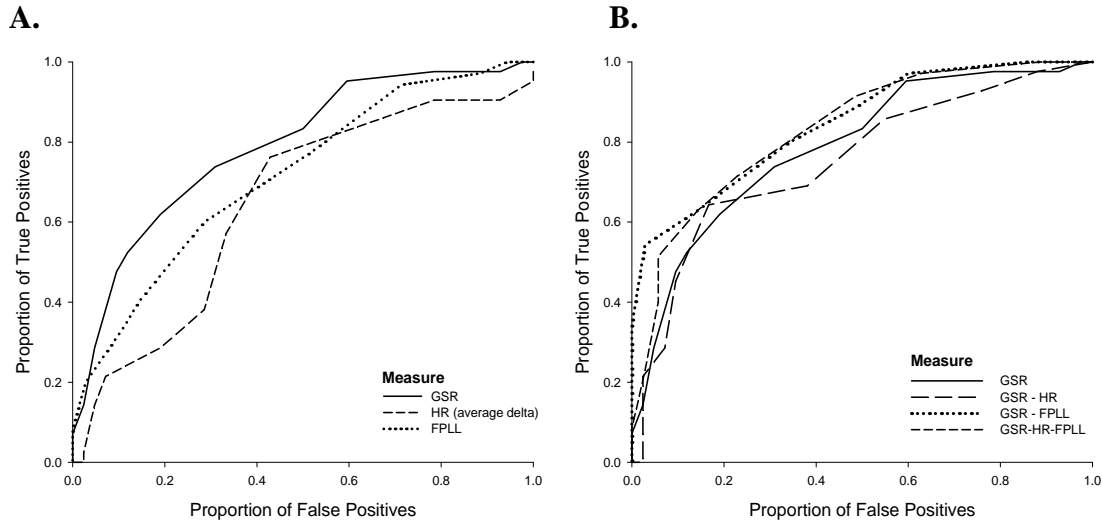 A.
1.0
0.8
0.6
0.4
0.2
0.0
Proportion of True Positives
Measure
GSR
HR (average delta)
FPLL
0.0 0.2 0.4 0.6 0.8 1.0
Proportion of False Positives
B.
1.0
0.8
0.6
0.4
0.2
0.0
Proportion of True Positives
Measure
GSR
GSR - HR
GSR - FPLL
GSR-HR-FPLL
0.0 0.2 0.4 0.6 0.8 1.0
Proportion of False Positives